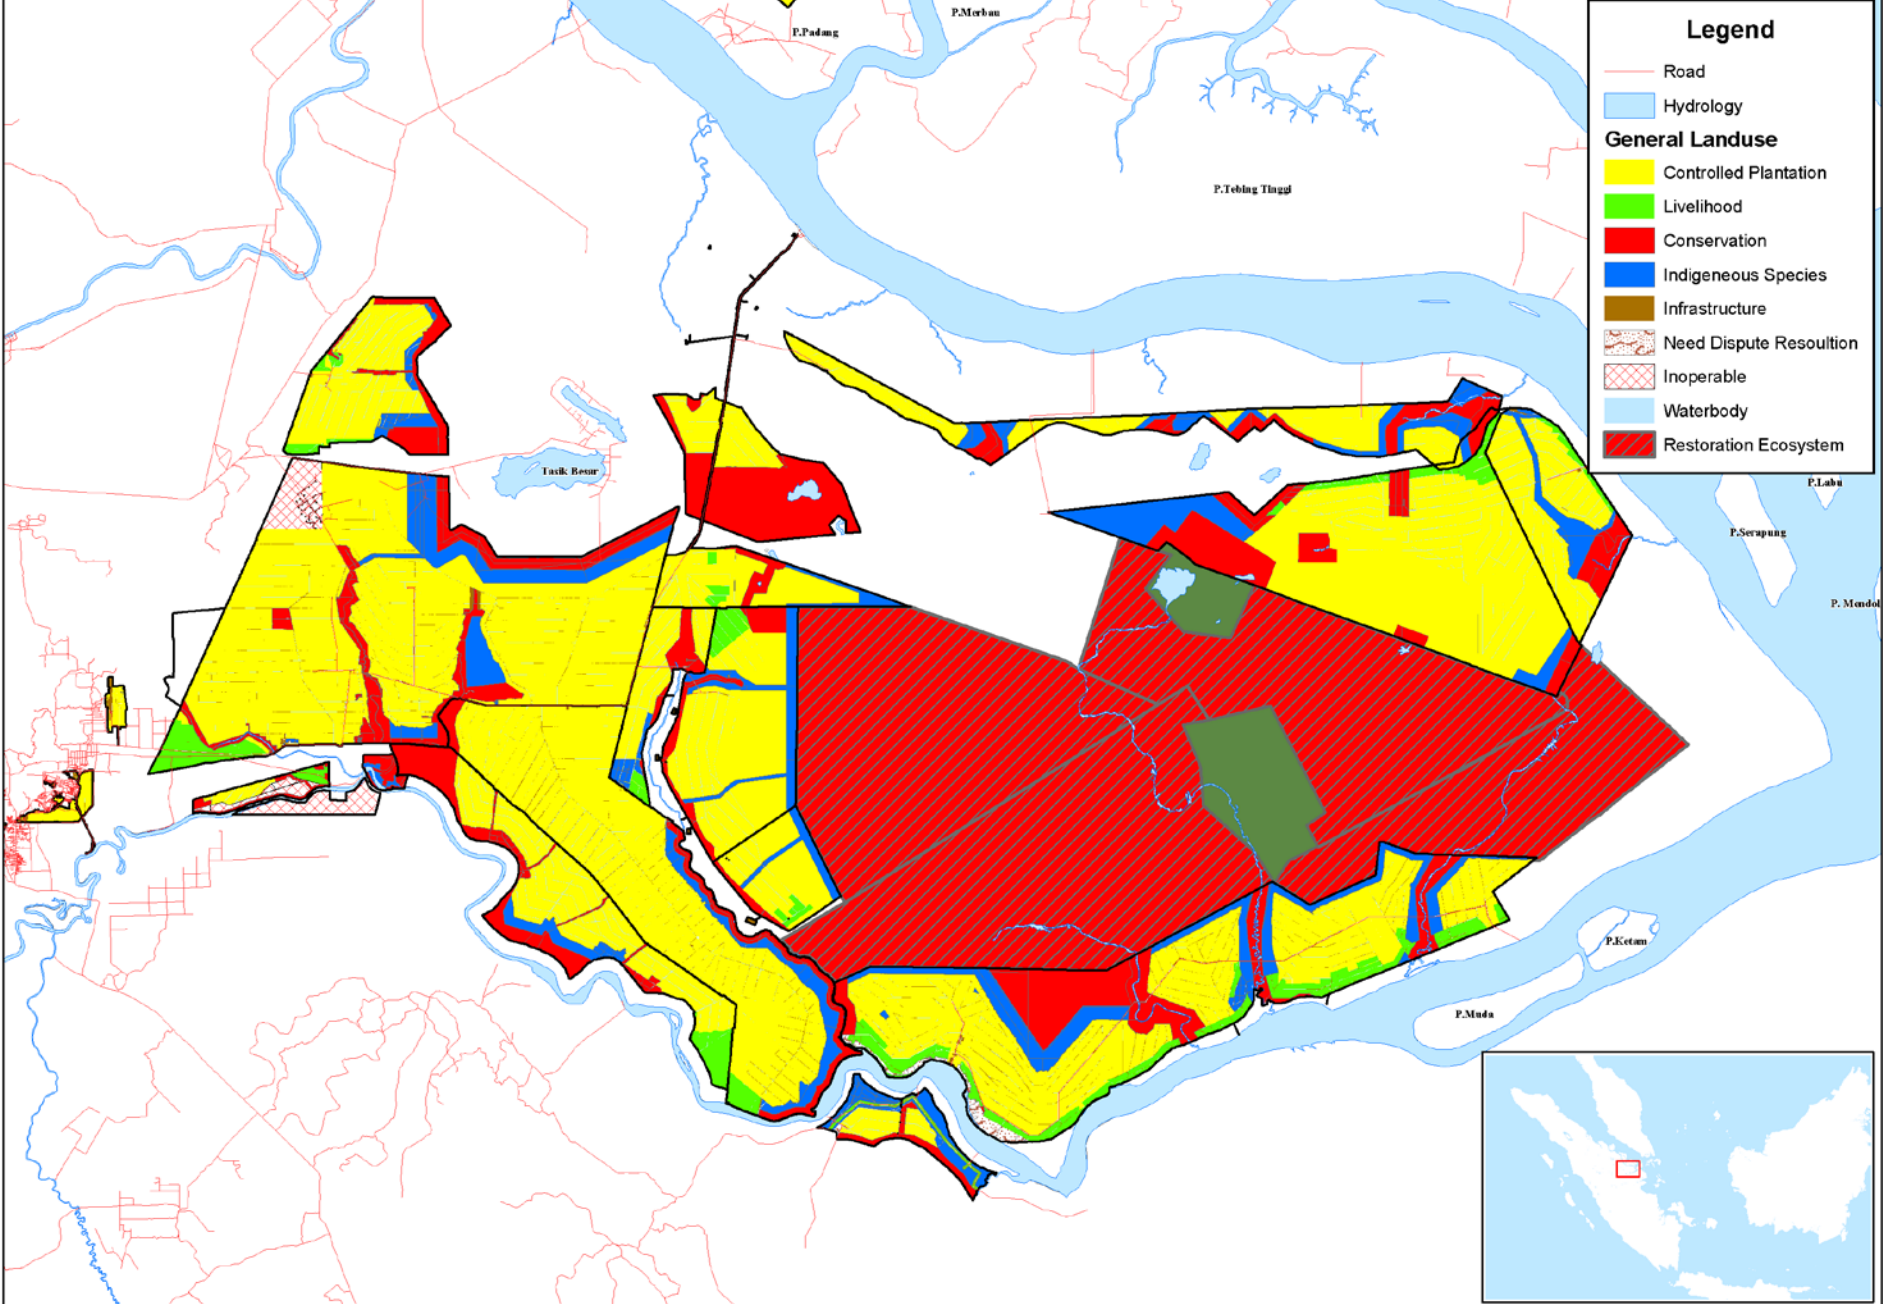 P.Merbau
P.Padang
P.Tebing Tinggi
Tasik Besar
P.Labu
P.Serapung
P. Mendol
P.Ketam
P.Muda
Legend
Road
Hydrology
General Landuse
Controlled Plantation
Livelihood
Conservation
Indigeneous Species
Infrastructure
Need Dispute Resoultion
Inoperable
Waterbody
Restoration Ecosystem